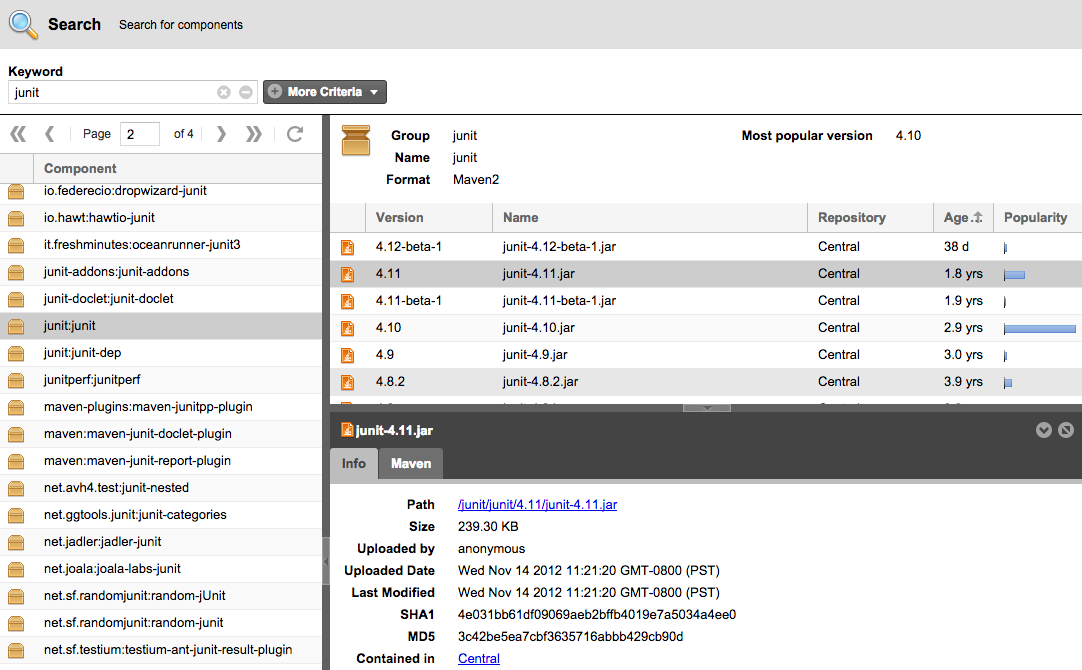 Search Search for components
Keyword
junit
More Criteria
Page 2 of 4
Component
io.federecio:dropwizard-junit
io.hawt:hawtio-junit
it.freshminutes:oceanrunner-junit3
junit-addons:junit-addons
junit-doclet:junit-doclet
junit:junit
junit:junit-dep
junitperf:junitperf
maven-plugins:maven-junitpp-plugin
maven:maven-junit-doclet-plugin
maven:maven-junit-report-plugin
net.avh4.test:junit-nested
net.ggtools.junit:junit-categories
net.jadler:jadler-junit
net.joala:joala-labs-junit
net.sf.randomjunit:random-jUnit
net.sf.randomjunit:random-junit
net.sf.testium:testium-ant-junit-result-plugin
Group junit Most popular version 4.10
Name junit
Format Maven2
Version Name Repository Age Popularity
4.12-beta-1 junit-4.12-beta-1.jar Central 38 d
4.11 junit-4.11.jar Central 1.8 yrs
4.11-beta-1 junit-4.11-beta-1.jar Central 1.9 yrs
4.10 junit-4.10.jar Central 2.9 yrs
4.9 junit-4.9.jar Central 3.0 yrs
4.8.2 junit-4.8.2.jar Central 3.9 yrs
junit-4.11.jar
Info Maven
Path /junit/junit/4.11/junit-4.11.jar
Size 239.30 KB
Uploaded by anonymous
Uploaded Date Wed Nov 14 2012 11:21:20 GMT-0800 (PST)
Last Modified Wed Nov 14 2012 11:21:20 GMT-0800 (PST)
SHA1 4e031bb61df09069aeb2bffb4019e7a5034a4ee0
MD5 3c42be5ea7cbf3635716abbb429cb90d
Contained in Central